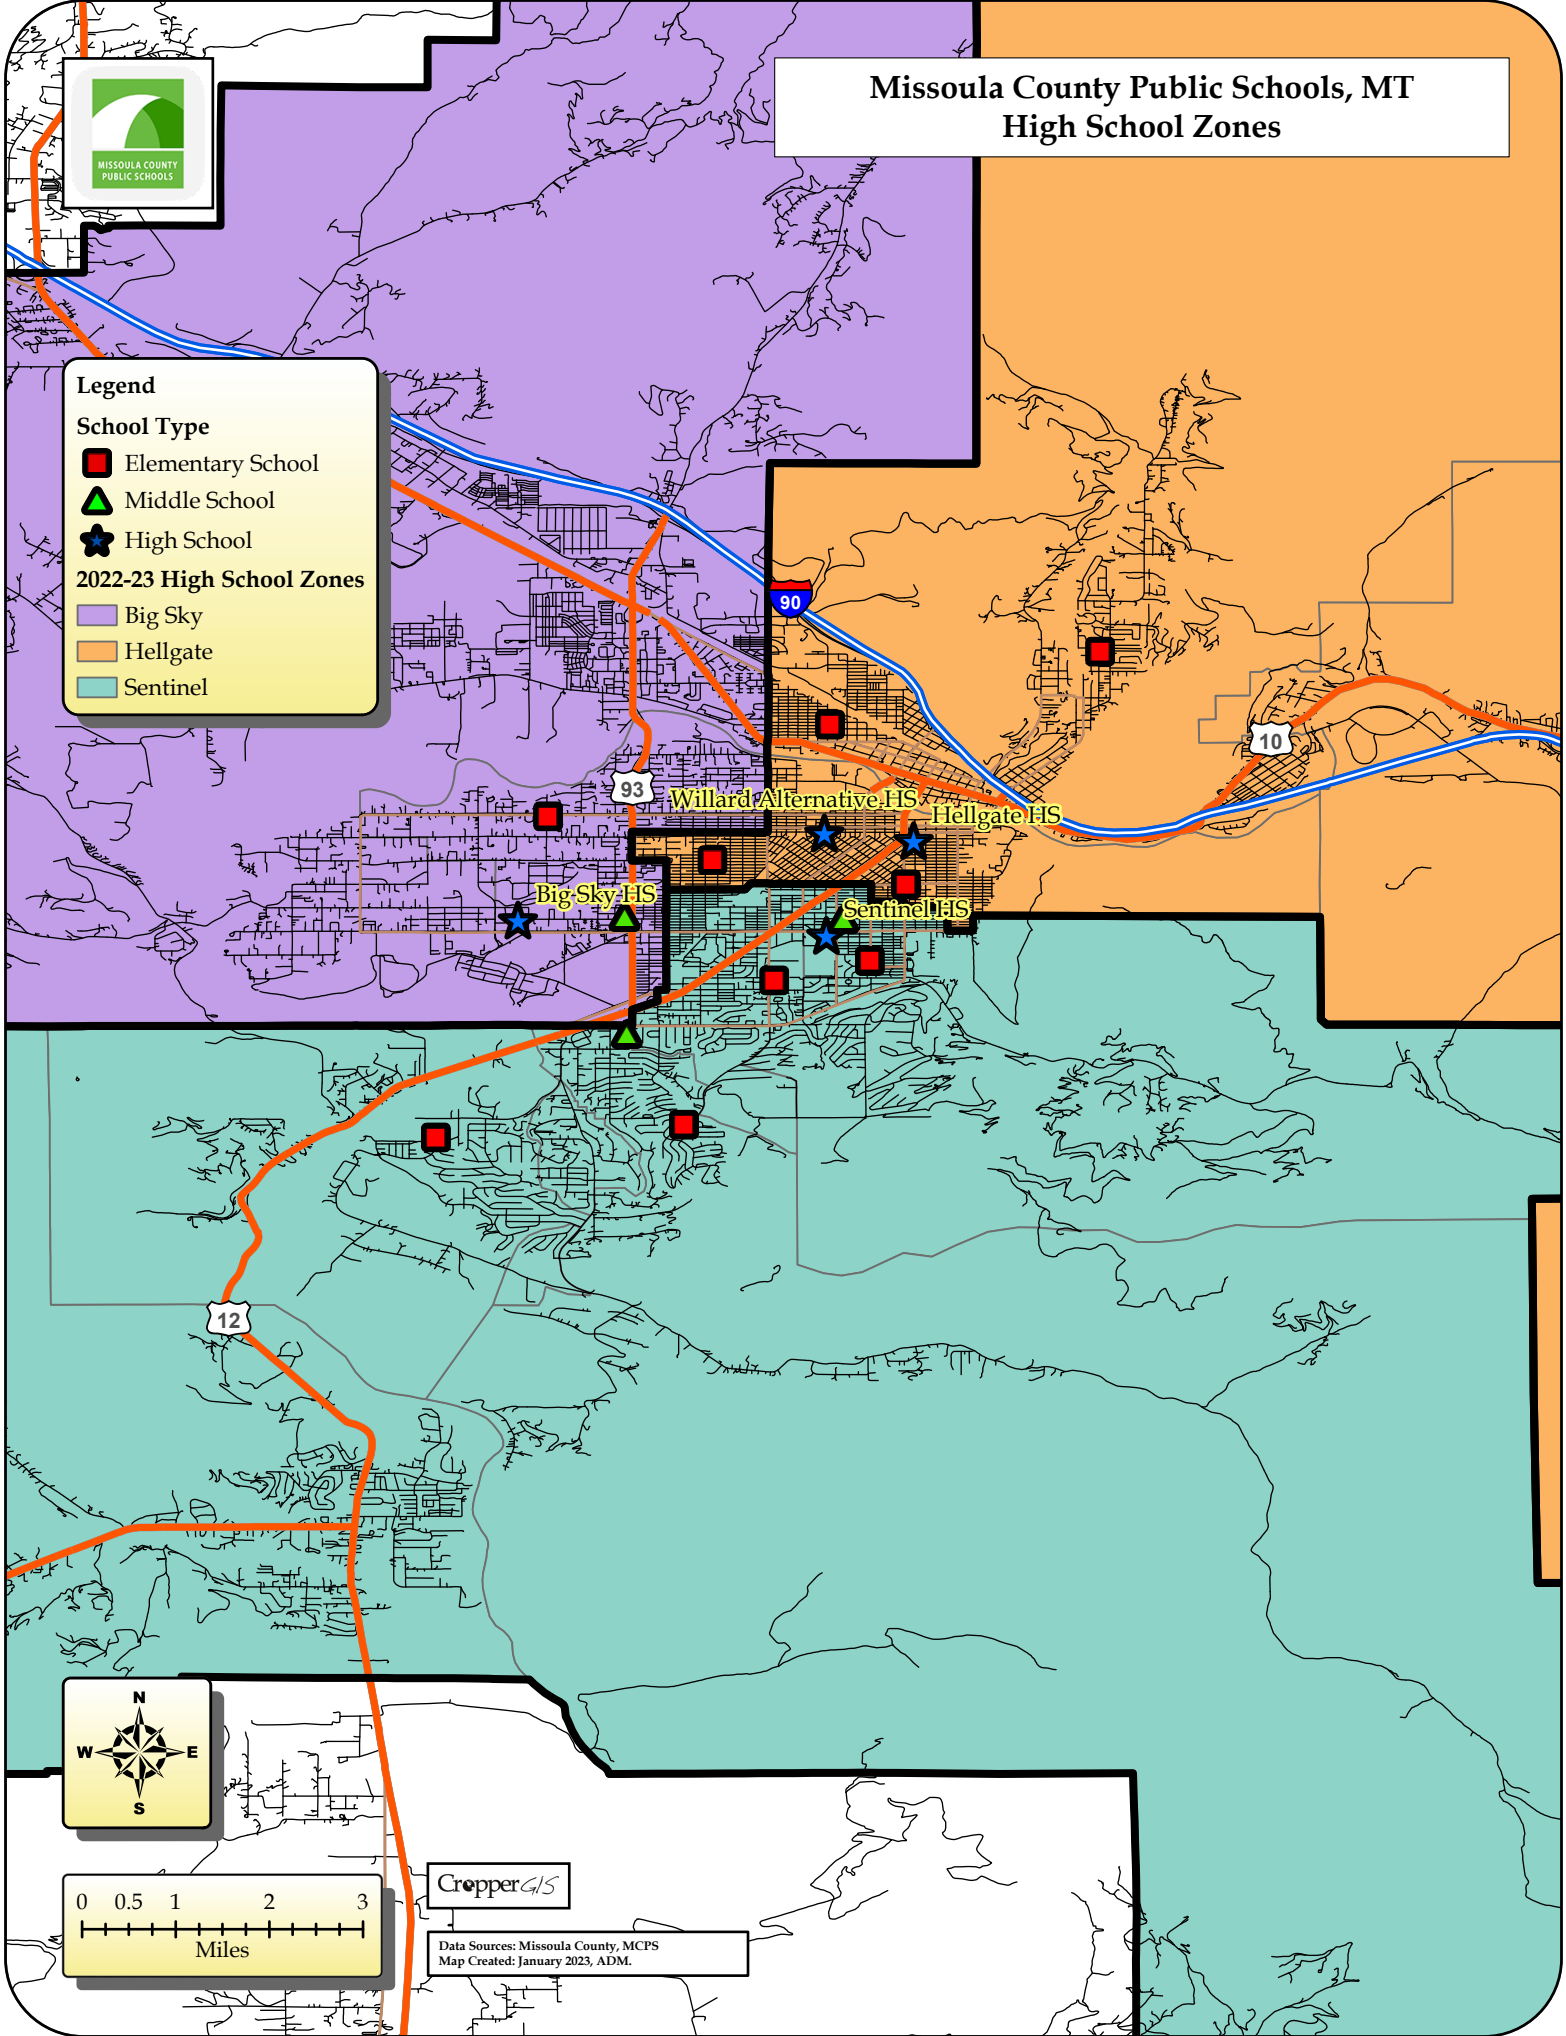 Missoula County Public Schools, MT
High School Zones
MISSOULA COUNTY
PUBLIC SCHOOLS
Legend
School Type
Elementary School
Middle School
High School
2022-23 High School Zones
Big Sky
Hellgate
Sentinel
90
10
93
Willard Alternative HS
Hellgate HS
Big Sky HS
Sentinel HS
12
N
W E
S
0 0.5 1 2 3
Miles
Cropper GIS
Data Sources: Missoula County, MCPS
Map Created: January 2023, ADM.